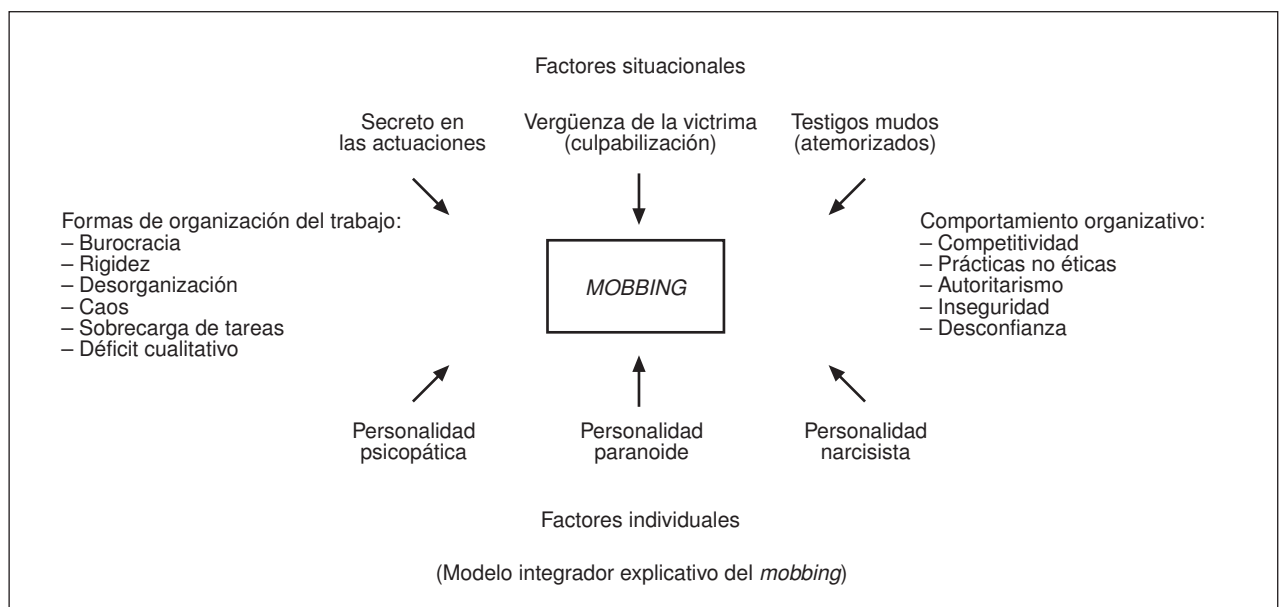 Factores situacionales
Secreto en
las actuaciones
Vergüenza de la victrima
(culpabilización)
Testigos mudos
(atemorizados)
Formas de organización del trabajo:
– Burocracia
– Rigidez
– Desorganización
– Caos
– Sobrecarga de tareas
– Déficit cualitativo
MOBBING
Comportamiento organizativo:
– Competitividad
– Prácticas no éticas
– Autoritarismo
– Inseguridad
– Desconfianza
Personalidad
psicopática
Personalidad
paranoide
Personalidad
narcisista
Factores individuales
(Modelo integrador explicativo del mobbing)